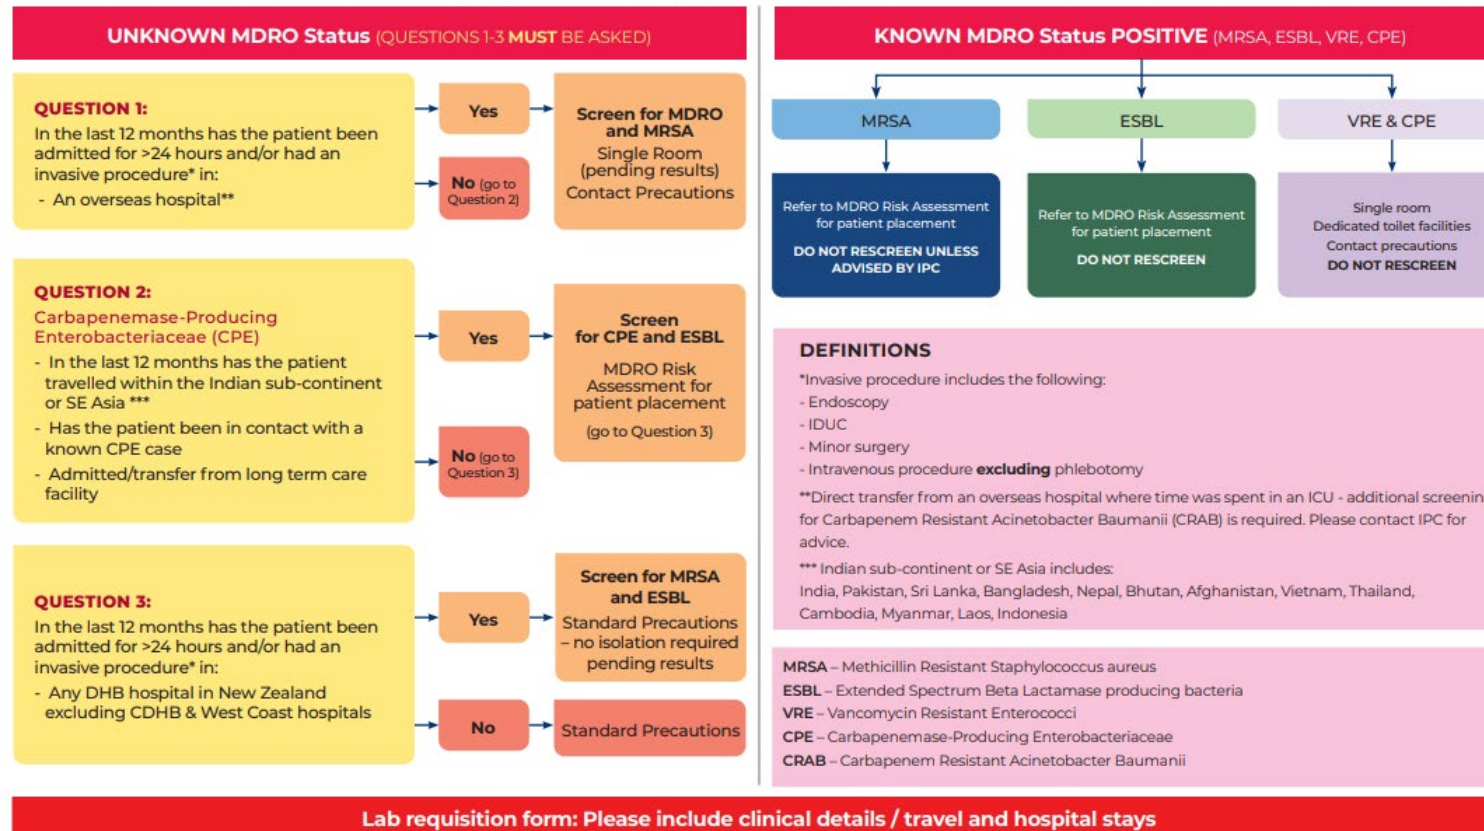 UNKNOWN MDRO Status (QUESTIONS 1-3 MUST BE ASKED)
QUESTION 1:
In the last 12 months has the patient been
admitted for >24 hours and/or had an
invasive procedure* in:
- An overseas hospital**
Yes
No (go to
Question 2)
Screen for MDRO
and MRSA
Single Room
(pending results)
Contact Precautions
QUESTION 2:
Carbapenemase-Producing
Enterobacteriaceae (CPE)
- In the last 12 months has the patient
travelled within the Indian sub-continent
or SE Asia ***
- Has the patient been in contact with a
known CPE case
- Admitted/transfer from long term care
facility
Yes
No (go to
Question 3)
Screen
for CPE and ESBL
MDRO Risk
Assessment for
patient placement
(go to Question 3)
QUESTION 3:
In the last 12 months has the patient been
admitted for >24 hours and/or had an
invasive procedure* in:
- Any DHB hospital in New Zealand
excluding CDHB & West Coast hospitals
Yes
Screen for MRSA
and ESBL
Standard Precautions
– no isolation required
pending results
No
Standard Precautions
KNOWN MDRO Status POSITIVE (MRSA, ESBL, VRE, CPE)
MRSA
Refer to MDRO Risk Assessment
for patient placement
DO NOT RESCREEN UNLESS
ADVISED BY IPC
ESBL
Refer to MDRO Risk Assessment
for patient placement
DO NOT RESCREEN
VRE & CPE
Single room
Dedicated toilet facilities
Contact precautions
DO NOT RESCREEN
DEFINITIONS
*Invasive procedure includes the following:
- Endoscopy
- IDUC
- Minor surgery
- Intravenous procedure excluding phlebotomy
**Direct transfer from an overseas hospital where time was spent in an ICU - additional screenin
for Carbapenem Resistant Acinetobacter Baumanii (CRAB) is required. Please contact IPC for
advice.
*** Indian sub-continent or SE Asia includes:
India, Pakistan, Sri Lanka, Bangladesh, Nepal, Bhutan, Afghanistan, Vietnam, Thailand,
Cambodia, Myanmar, Laos, Indonesia
MRSA – Methicillin Resistant Staphylococcus aureus
ESBL – Extended Spectrum Beta Lactamase producing bacteria
VRE – Vancomycin Resistant Enterococci
CPE – Carbapenemase-Producing Enterobacteriaceae
CRAB – Carbapenem Resistant Acinetobacter Baumanii
Lab requisition form: Please include clinical details / travel and hospital stays